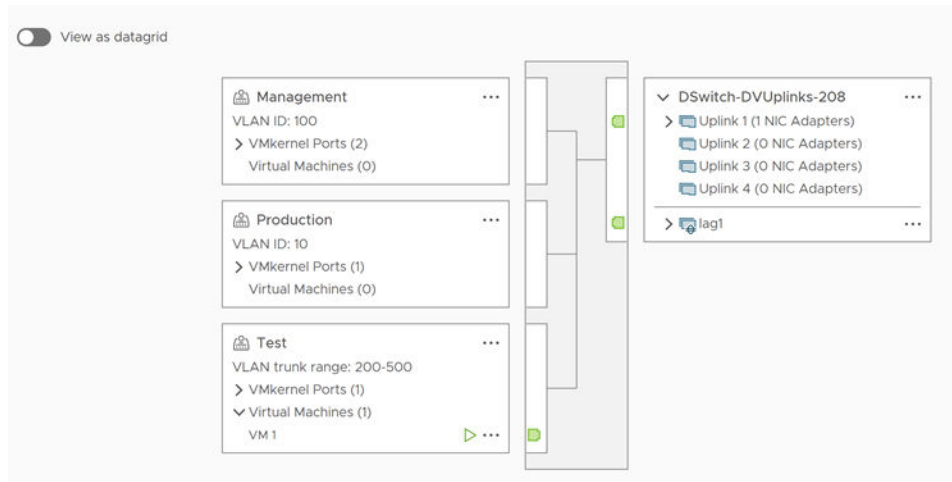 View as datagrid
Management
VLAN ID: 100
VMkernel Ports (2)
Virtual Machines (0)
Production
VLAN ID: 10
VMkernel Ports (1)
Virtual Machines (0)
Test
VLAN trunk range: 200-500
VMkernel Ports (1)
Virtual Machines (1)
VM 1
DSwitch-DVUplinks-208
Uplink 1 (1 NIC Adapters)
Uplink 2 (0 NIC Adapters)
Uplink 3 (0 NIC Adapters)
Uplink 4 (0 NIC Adapters)
lag1